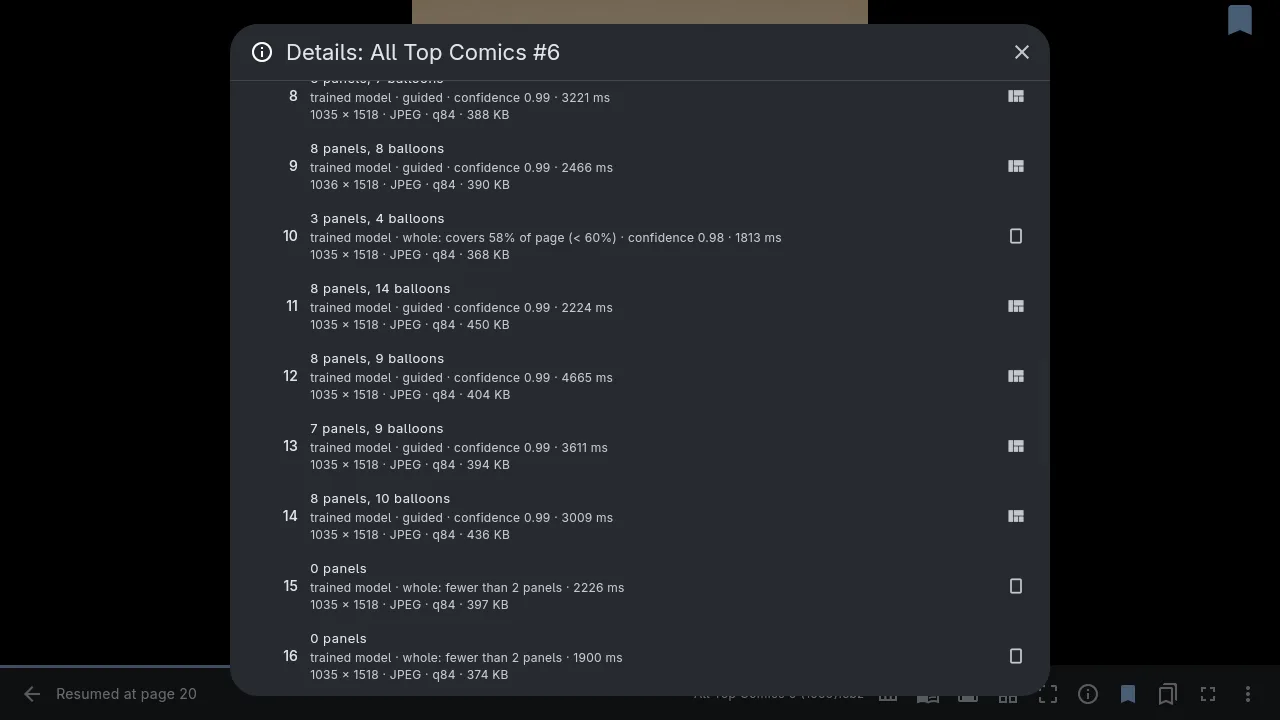 Details: All Top Comics #6
8
trained model · guided · confidence 0.99 · 3221 ms
1035 × 1518 · JPEG · q84 · 388 KB
8 panels, 8 balloons
9
trained model · guided · confidence 0.99 · 2466 ms
1036 × 1518 · JPEG · q84 · 390 KB
3 panels, 4 balloons
10
trained model · whole: covers 58% of page (< 60%) · confidence 0.98 · 1813 ms
1035 × 1518 · JPEG · q84 · 368 KB
8 panels, 14 balloons
11
trained model · guided · confidence 0.99 · 2224 ms
1035 × 1518 · JPEG · q84 · 450 KB
8 panels, 9 balloons
12
trained model · guided · confidence 0.99 · 4665 ms
1035 × 1518 · JPEG · q84 · 404 KB
7 panels, 9 balloons
13
trained model · guided · confidence 0.99 · 3611 ms
1035 × 1518 · JPEG · q84 · 394 KB
8 panels, 10 balloons
14
trained model · guided · confidence 0.99 · 3009 ms
1035 × 1518 · JPEG · q84 · 436 KB
0 panels
15
trained model · whole: fewer than 2 panels · 2226 ms
1035 × 1518 · JPEG · q84 · 397 KB
0 panels
16
trained model · whole: fewer than 2 panels · 1900 ms
1035 × 1518 · JPEG · q84 · 374 KB
Resumed at page 20